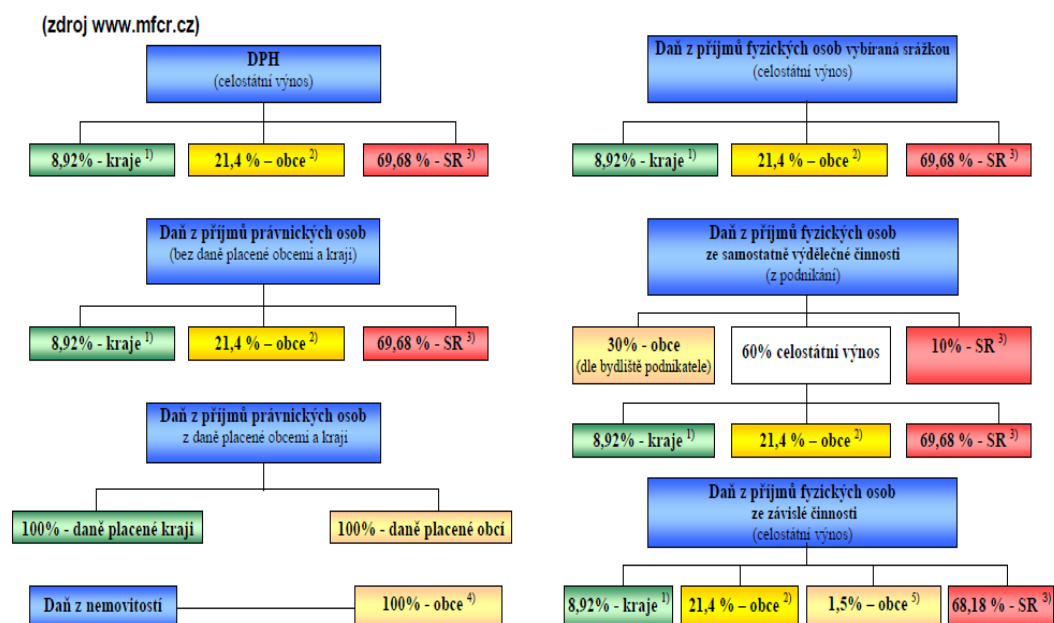 (zdroj www.mfcr.cz)
DPH
(celostátní výnos)
8,92% - kraje 1)
21,4 % – obce 2)
69,68 % - SR 3)
Daň z příjmů právnických osob
(bez daně placené obcemi a kraji)
8,92% - kraje 1)
21,4 % – obce 2)
69,68 % - SR 3)
Daň z příjmů právnických osob
z daně placené obcemi a kraji
100% - daně placené kraji
100% - daně placené obcí
Daň z nemovitostí
100% - obce 4)
Daň z příjmů fyzických osob vybíraná srážkou
(celostátní výnos)
8,92% - kraje 1)
21,4 % – obce 2)
69,68 % - SR 3)
Daň z příjmů fyzických osob
ze samostatně výdělečné činnosti
(z podnikání)
30% - obce
(dle bydliště podnikatele)
60% celostátní výnos
10% - SR 3)
8,92% - kraje 1)
21,4 % – obce 2)
69,68 % - SR 3)
Daň z příjmů fyzických osob
ze závislé činnosti
(celostátní výnos)
8,92% - kraje 1)
21,4 % – obce 2)
1,5% – obce 5)
68,18 % - SR 3)